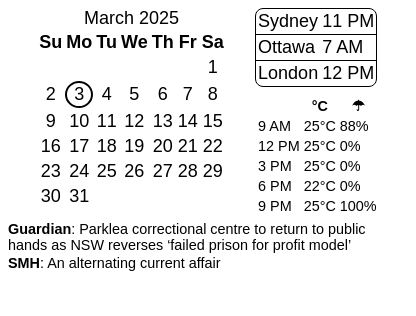 March 2025
Su Mo Tu We Th Fr Sa
1
2 3 4 5 6 7 8
9 10 11 12 13 14 15
16 17 18 19 20 21 22
23 24 25 26 27 28 29
30 31
Sydney 11 PM
Ottawa 7 AM
London 12 PM
°C ☂
9 AM 25°C 88%
12 PM 25°C 0%
3 PM 25°C 0%
6 PM 22°C 0%
9 PM 25°C 100%
Guardian: Parklea correctional centre to return to public
hands as NSW reverses ‘failed prison for profit model’
SMH: An alternating current affair